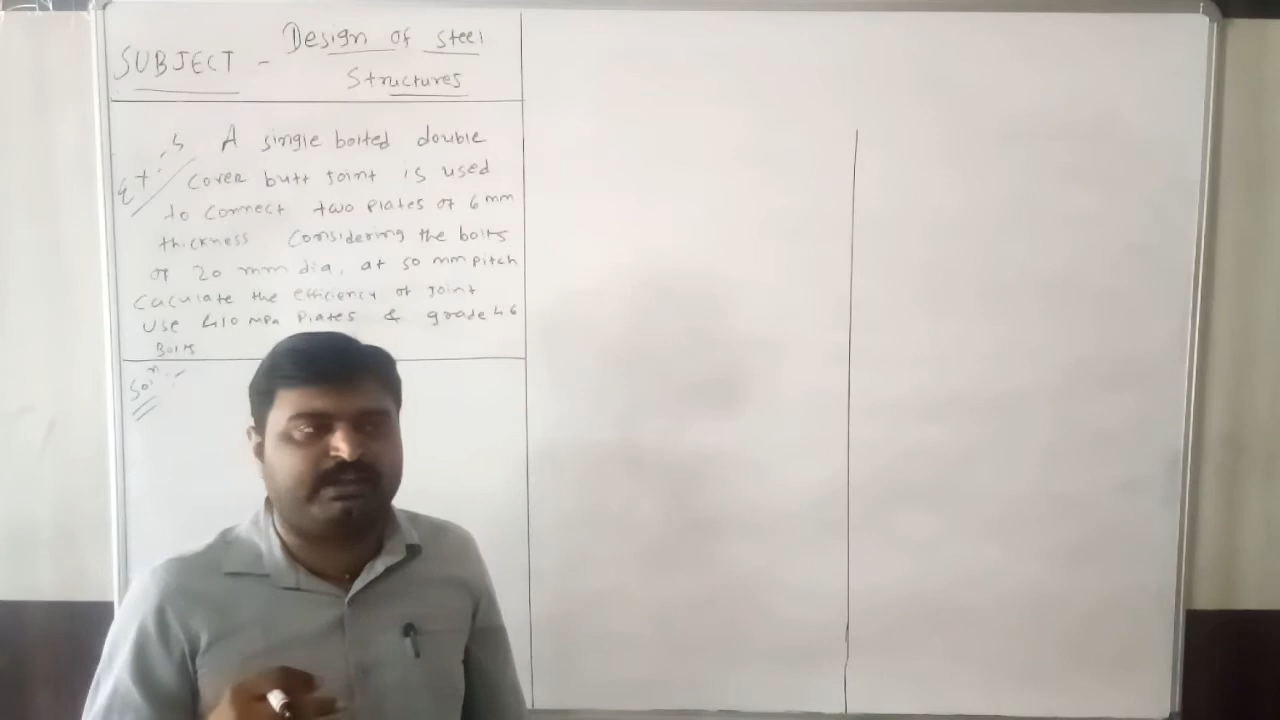 SUBJECT - Design of steel
Structures
Ex:- A single bolted double
cover butt joint is used
to connect two plates of 6 mm
thickness. Considering the bolts
of 20 mm dia, at 50 mm pitch
Caculate the efficiency of joint
Use 410 MPa Plates & grade 4.6
Bolts
Solⁿ:-